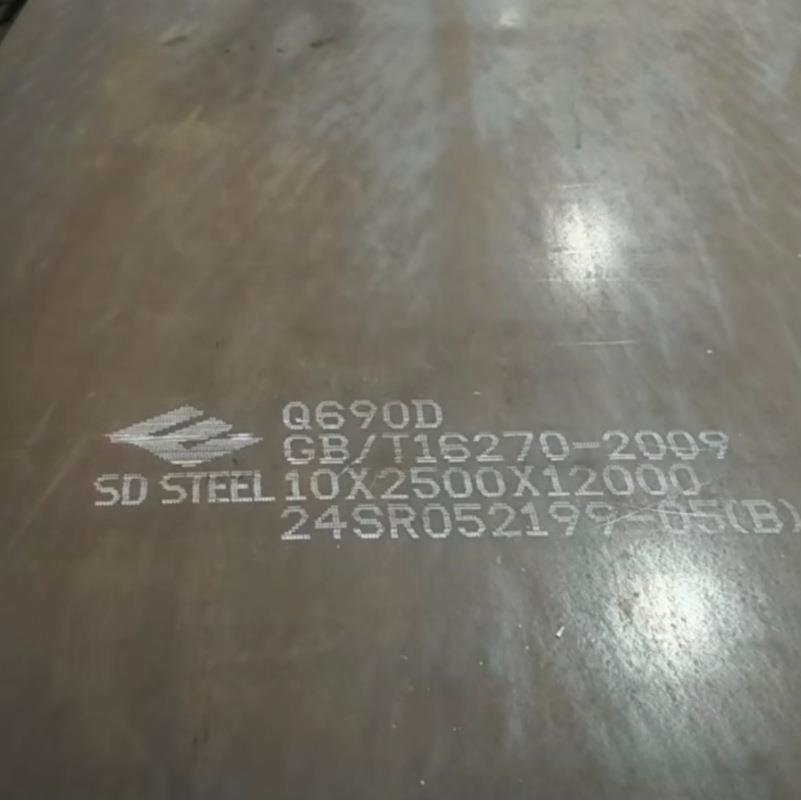 Q690D
GB/T16270-2009
SD STEEL 10X2500X12000
24SR052199-05(B)